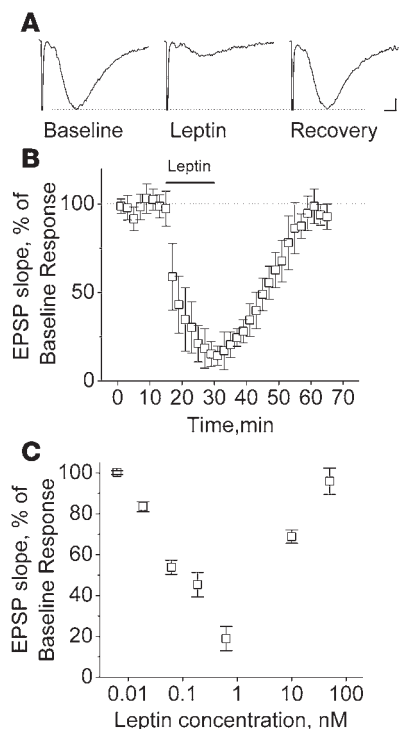 A
Baseline
Leptin
Recovery
B
Leptin
EPSP slope, % of
Baseline Response
100
50
0
0 10 20 30 40 50 60 70
Time,min
C
EPSP slope, % of
Baseline Response
100
80
60
40
20
0
0.01 0.1 1 10 100
Leptin concentration, nM